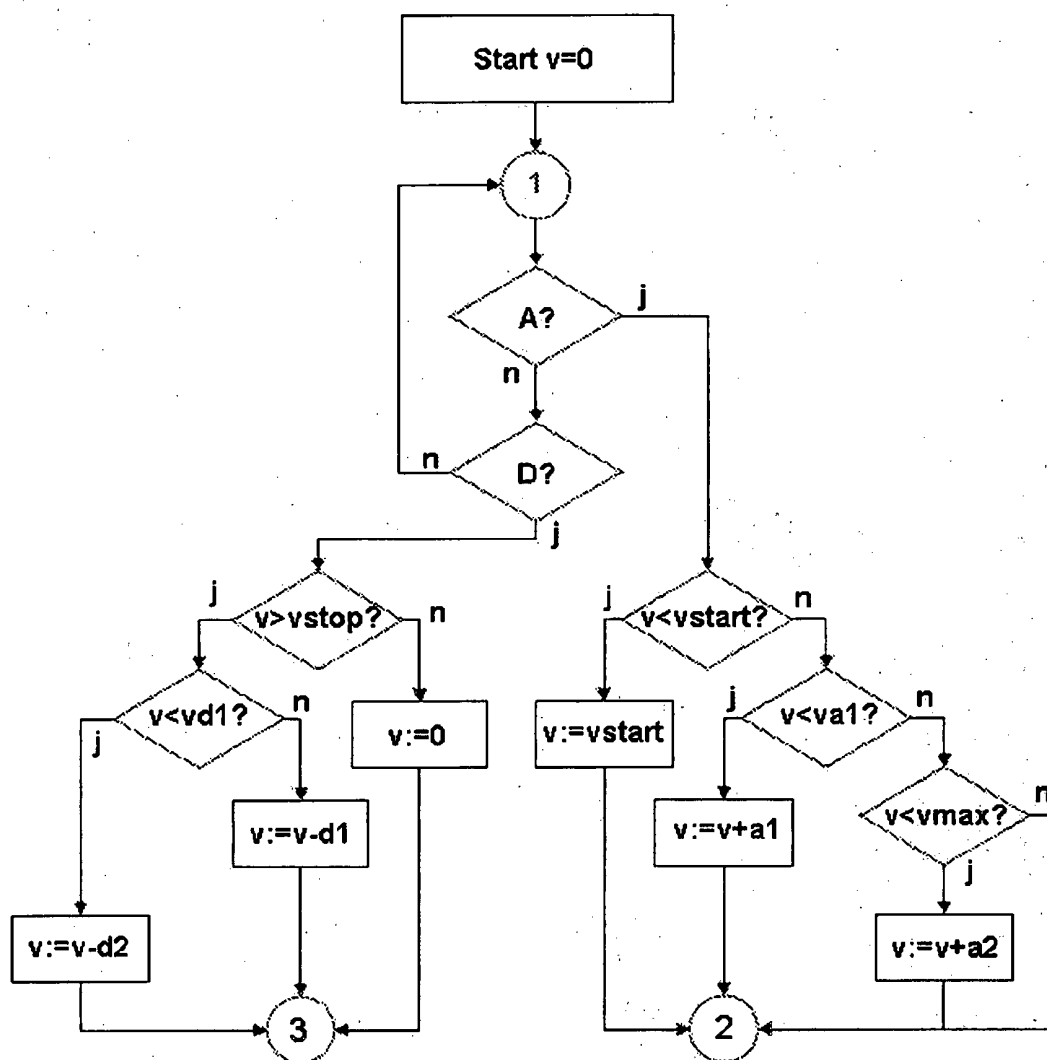 Start v=0
1
A?
j
n
D?
n
j
j
v>vstop?
n
j
v<vstart?
n
v<vd1?
j
n
v:=0
v:=vstart
j
v<va1?
n
v:=v-d1
v:=v+a1
v<vmax?
n
j
v:=v-d2
v:=v+a2
3
2